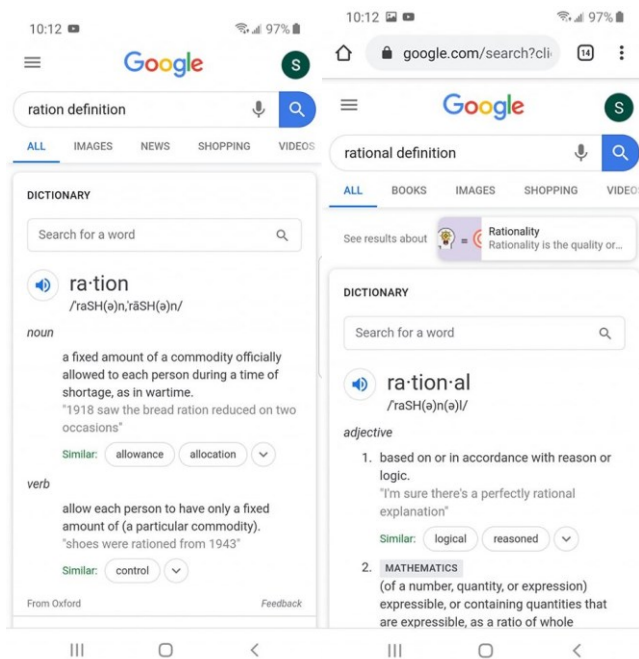 10:12
97%
Google
S
ration definition
ALL IMAGES NEWS SHOPPING VIDEOS
DICTIONARY
Search for a word
ra·tion
/ˈraSH(ə)n,ˈrāSH(ə)n/
noun
a fixed amount of a commodity officially
allowed to each person during a time of
shortage, as in wartime.
"1918 saw the bread ration reduced on two
occasions"
Similar: allowance allocation
verb
allow each person to have only a fixed
amount of (a particular commodity).
"shoes were rationed from 1943"
Similar: control
From Oxford Feedback
10:12
97%
google.com/search?cli
14
Google
S
rational definition
ALL BOOKS IMAGES SHOPPING VIDEO
See results about
Rationality
Rationality is the quality or...
DICTIONARY
Search for a word
ra·tion·al
/ˈraSH(ə)n(ə)l/
adjective
1. based on or in accordance with reason or
logic.
"I'm sure there's a perfectly rational
explanation"
Similar: logical reasoned
2. MATHEMATICS
(of a number, quantity, or expression)
expressible, or containing quantities that
are expressible, as a ratio of whole